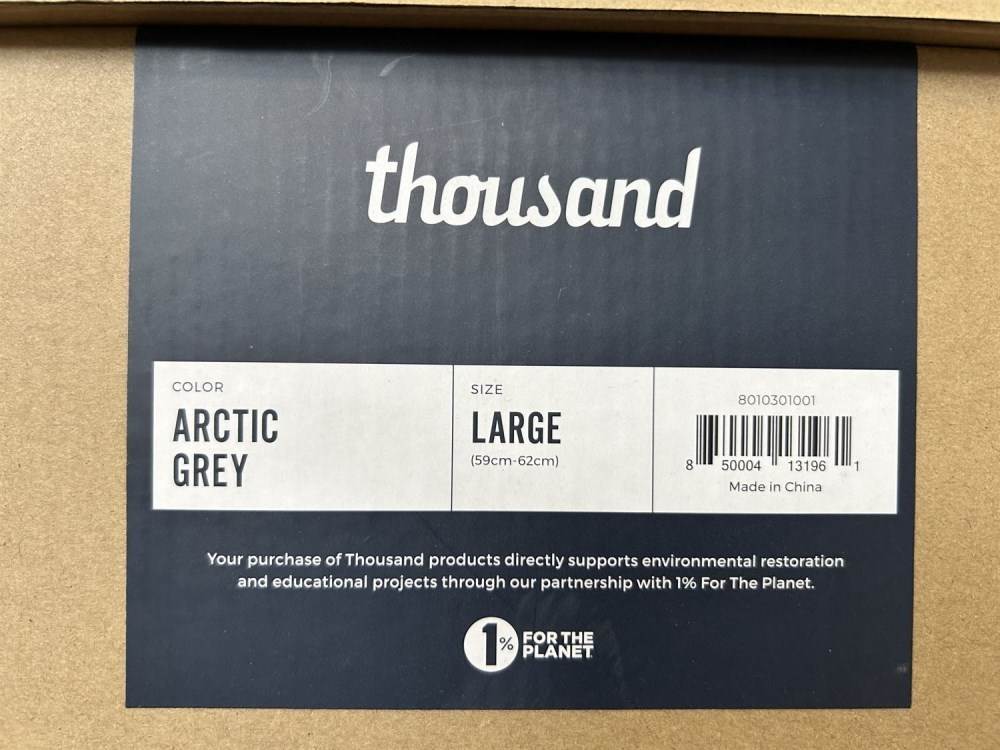 thousand
COLOR
ARCTIC
GREY
SIZE
LARGE
(59cm-62cm)
8010301001
8 50004 13196 1
Made in China
Your purchase of Thousand products directly supports environmental restoration
and educational projects through our partnership with 1% For The Planet.
1% FOR THE
PLANET